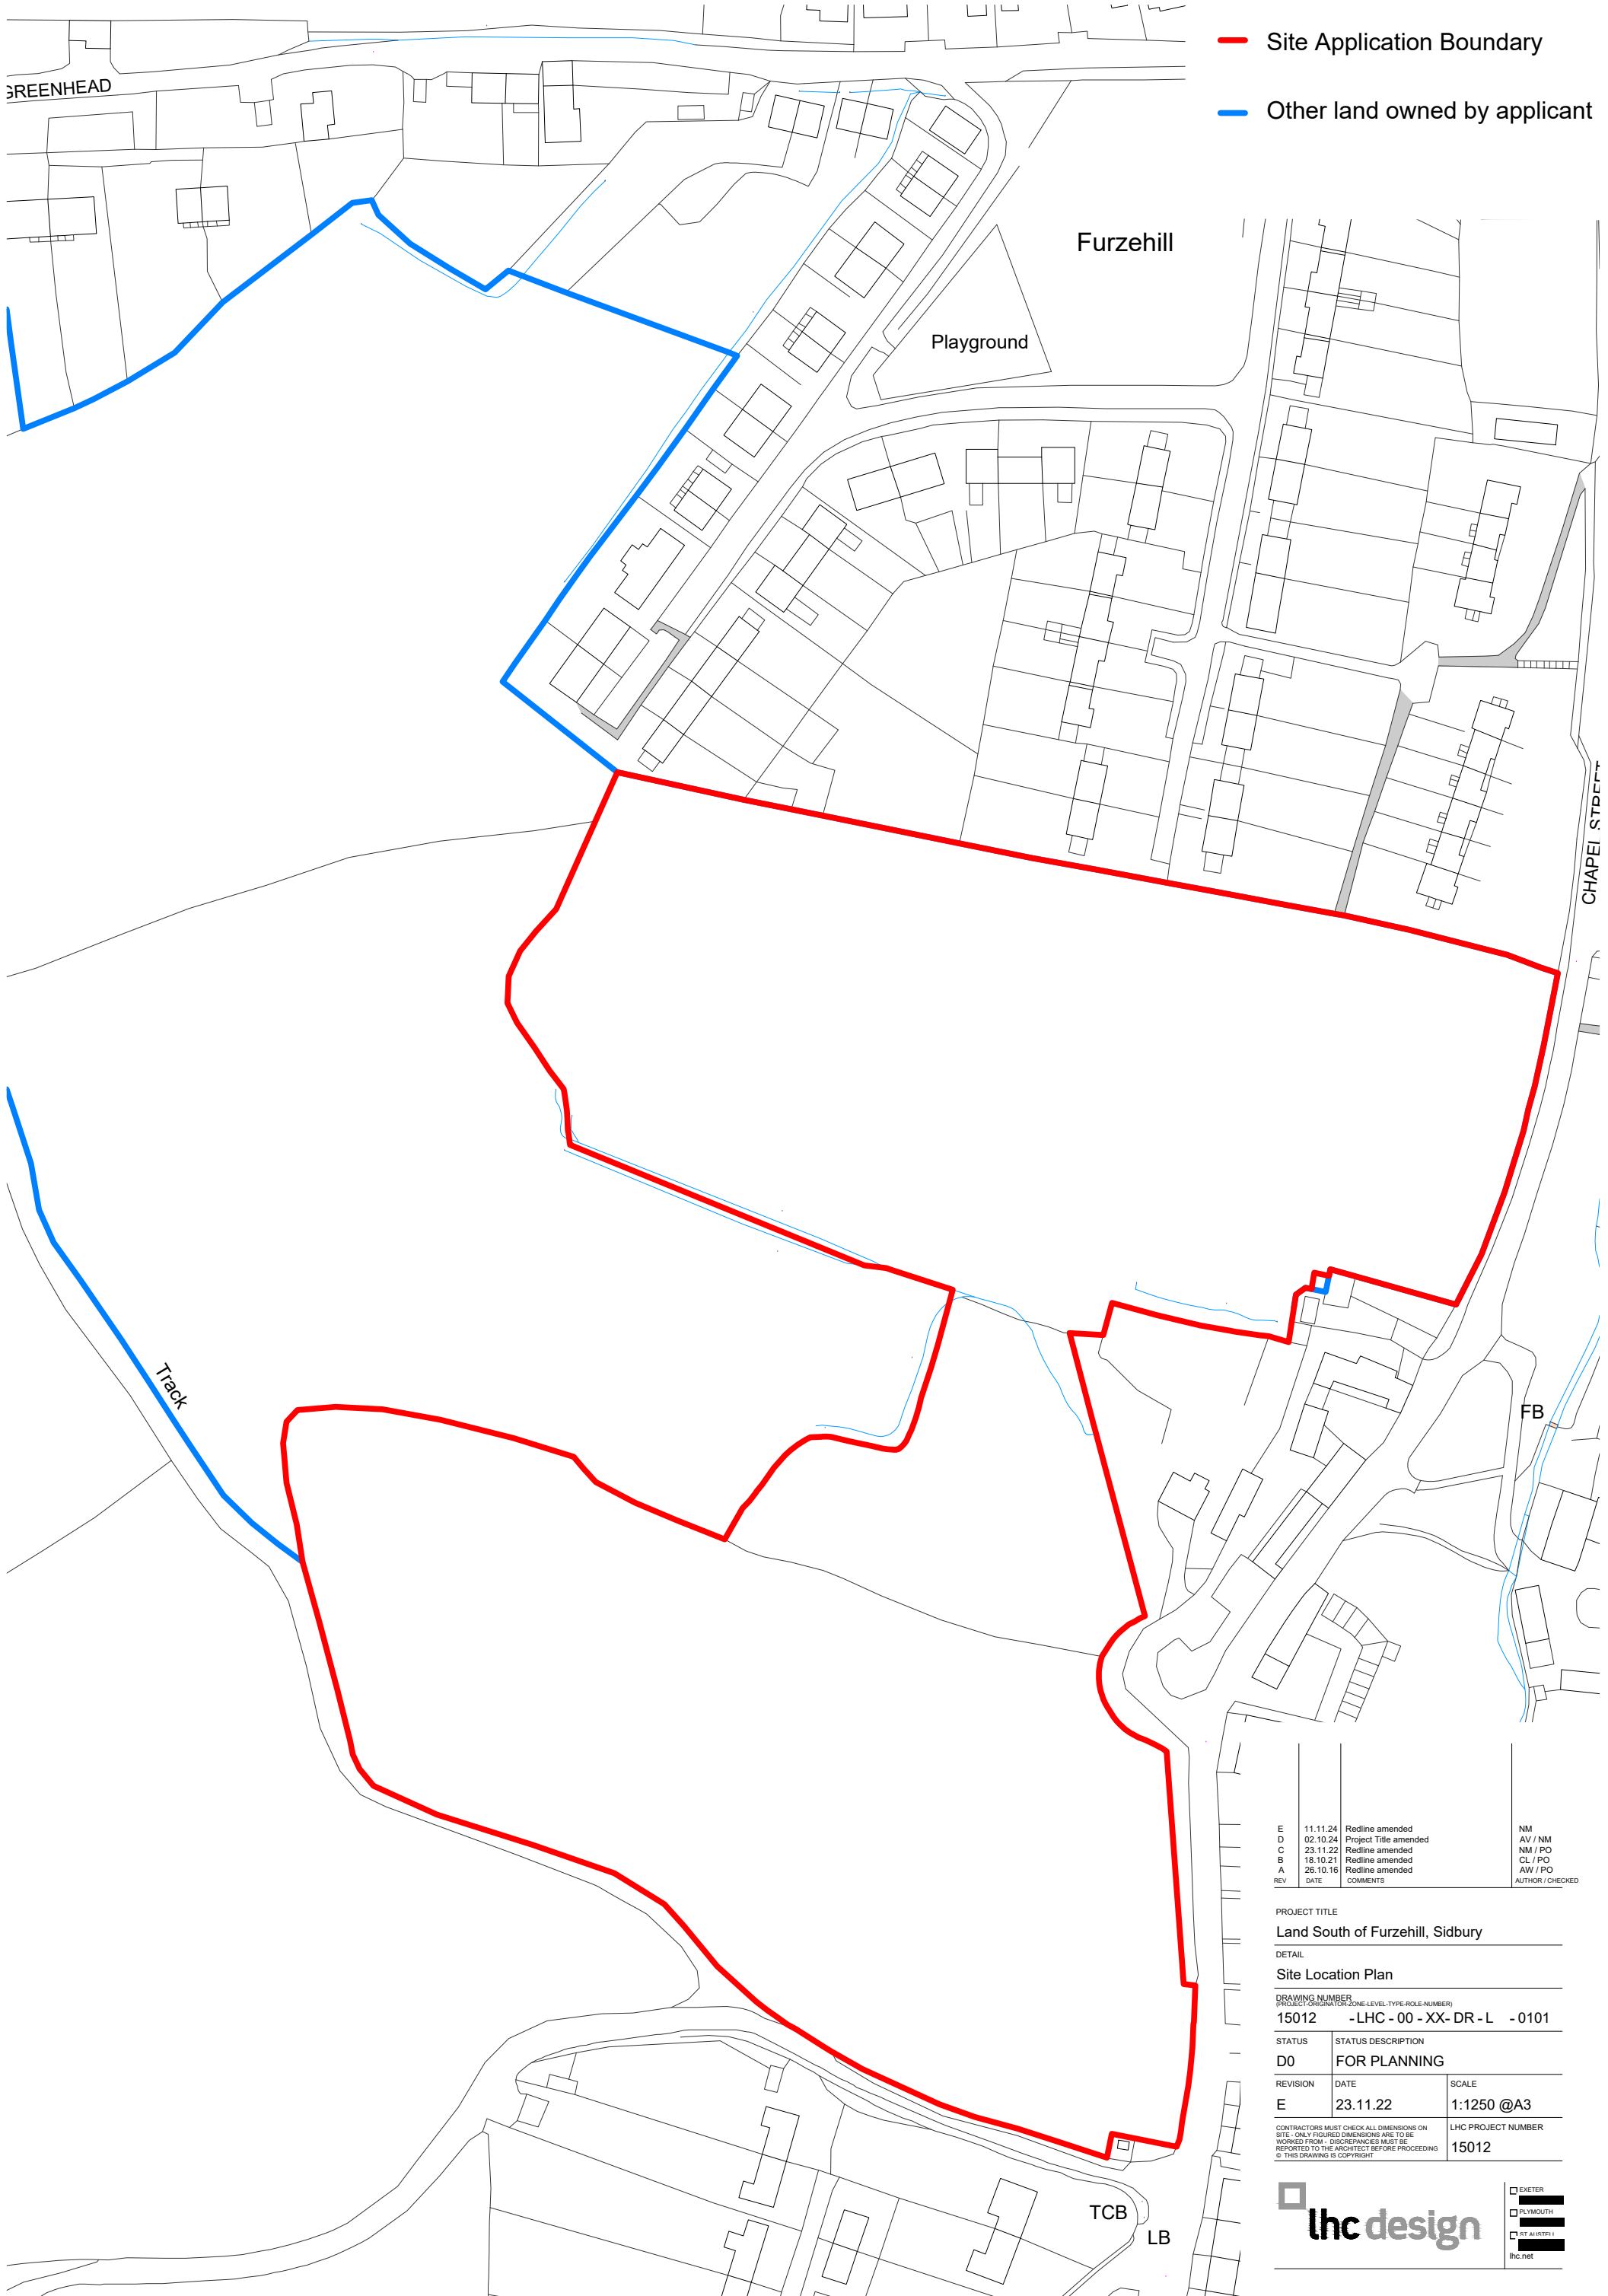 Site Application Boundary
Other land owned by applicant
GREENHEAD
Furzehill
Playground
CHAPEL STREET
Track
FB
TCB
LB
E 11.11.24 Redline amended NM
D 02.10.24 Project Title amended AV / NM
C 23.11.22 Redline amended NM / PO
B 18.10.21 Redline amended CL / PO
A 26.10.16 Redline amended AW / PO
REV DATE COMMENTS AUTHOR / CHECKED
PROJECT TITLE
Land South of Furzehill, Sidbury
DETAIL
Site Location Plan
DRAWING NUMBER
(PROJECT-ORIGINATOR-ZONE-LEVEL-TYPE-ROLE-NUMBER)
15012 - LHC - 00 - XX- DR - L - 0101
STATUS STATUS DESCRIPTION
D0 FOR PLANNING
REVISION DATE SCALE
E 23.11.22 1:1250 @A3
CONTRACTORS MUST CHECK ALL DIMENSIONS ON
SITE - ONLY FIGURED DIMENSIONS ARE TO BE
WORKED FROM - DISCREPANCIES MUST BE
REPORTED TO THE ARCHITECT BEFORE PROCEEDING
© THIS DRAWING IS COPYRIGHT
LHC PROJECT NUMBER
15012
lhc design
EXETER
PLYMOUTH
ST AUSTELL
lhc.net